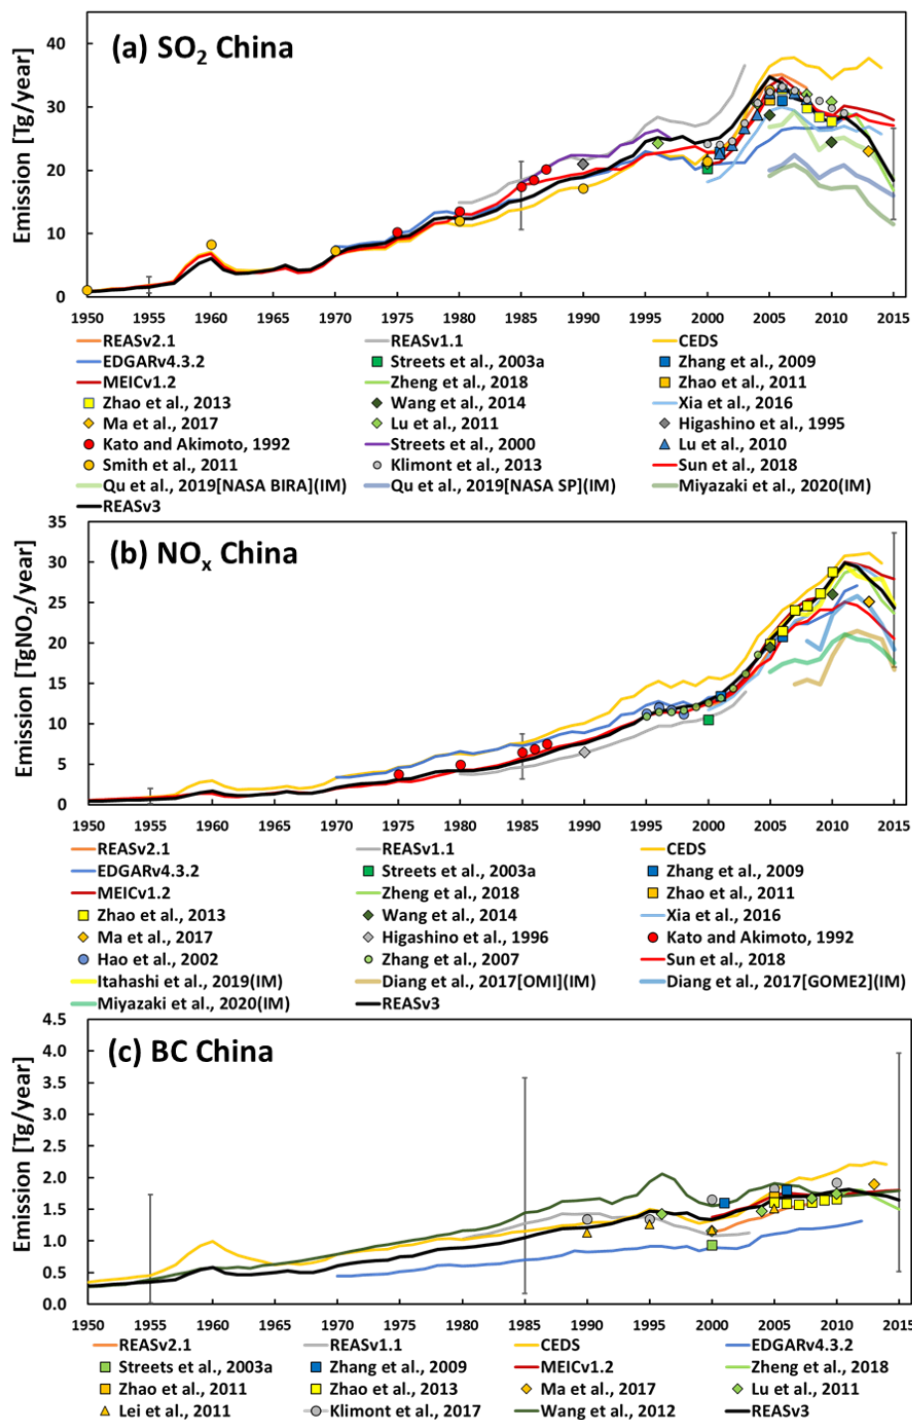 (a) SO2 China
Emission [Tg/year]
40
30
20
10
0
1950 1955 1960 1965 1970 1975 1980 1985 1990 1995 2000 2005 2010 2015
REASv2.1 REASv1.1 CEDS
EDGARv4.3.2 Streets et al., 2003a Zhang et al., 2009
MEICv1.2 Zheng et al., 2018 Zhao et al., 2011
Zhao et al., 2013 Wang et al., 2014 Xia et al., 2016
Ma et al., 2017 Lu et al., 2011 Higashino et al., 1995
Kato and Akimoto, 1992 Streets et al., 2000 Lu et al., 2010
Smith et al., 2011 Klimont et al., 2013 Sun et al., 2018
Qu et al., 2019[NASA BIRA](IM) Qu et al., 2019[NASA SP](IM) Miyazaki et al., 2020(IM)
REASv3
(b) NOx China
Emission [TgNO2/year]
35
30
25
20
15
10
5
0
1950 1955 1960 1965 1970 1975 1980 1985 1990 1995 2000 2005 2010 2015
REASv2.1 REASv1.1 CEDS
EDGARv4.3.2 Streets et al., 2003a Zhang et al., 2009
MEICv1.2 Zheng et al., 2018 Zhao et al., 2011
Zhao et al., 2013 Wang et al., 2014 Xia et al., 2016
Ma et al., 2017 Higashino et al., 1996 Kato and Akimoto, 1992
Hao et al., 2002 Zhang et al., 2007 Sun et al., 2018
Itahashi et al., 2019(IM) Diang et al., 2017[OMI](IM) Diang et al., 2017[GOME2](IM)
Miyazaki et al., 2020(IM) REASv3
(c) BC China
Emission [Tg/year]
4.5
4.0
3.5
3.0
2.5
2.0
1.5
1.0
0.5
0.0
1950 1955 1960 1965 1970 1975 1980 1985 1990 1995 2000 2005 2010 2015
REASv2.1 REASv1.1 CEDS EDGARv4.3.2
Streets et al., 2003a Zhang et al., 2009 MEICv1.2 Zheng et al., 2018
Zhao et al., 2011 Zhao et al., 2013 Ma et al., 2017 Lu et al., 2011
Lei et al., 2011 Klimont et al., 2017 Wang et al., 2012 REASv3